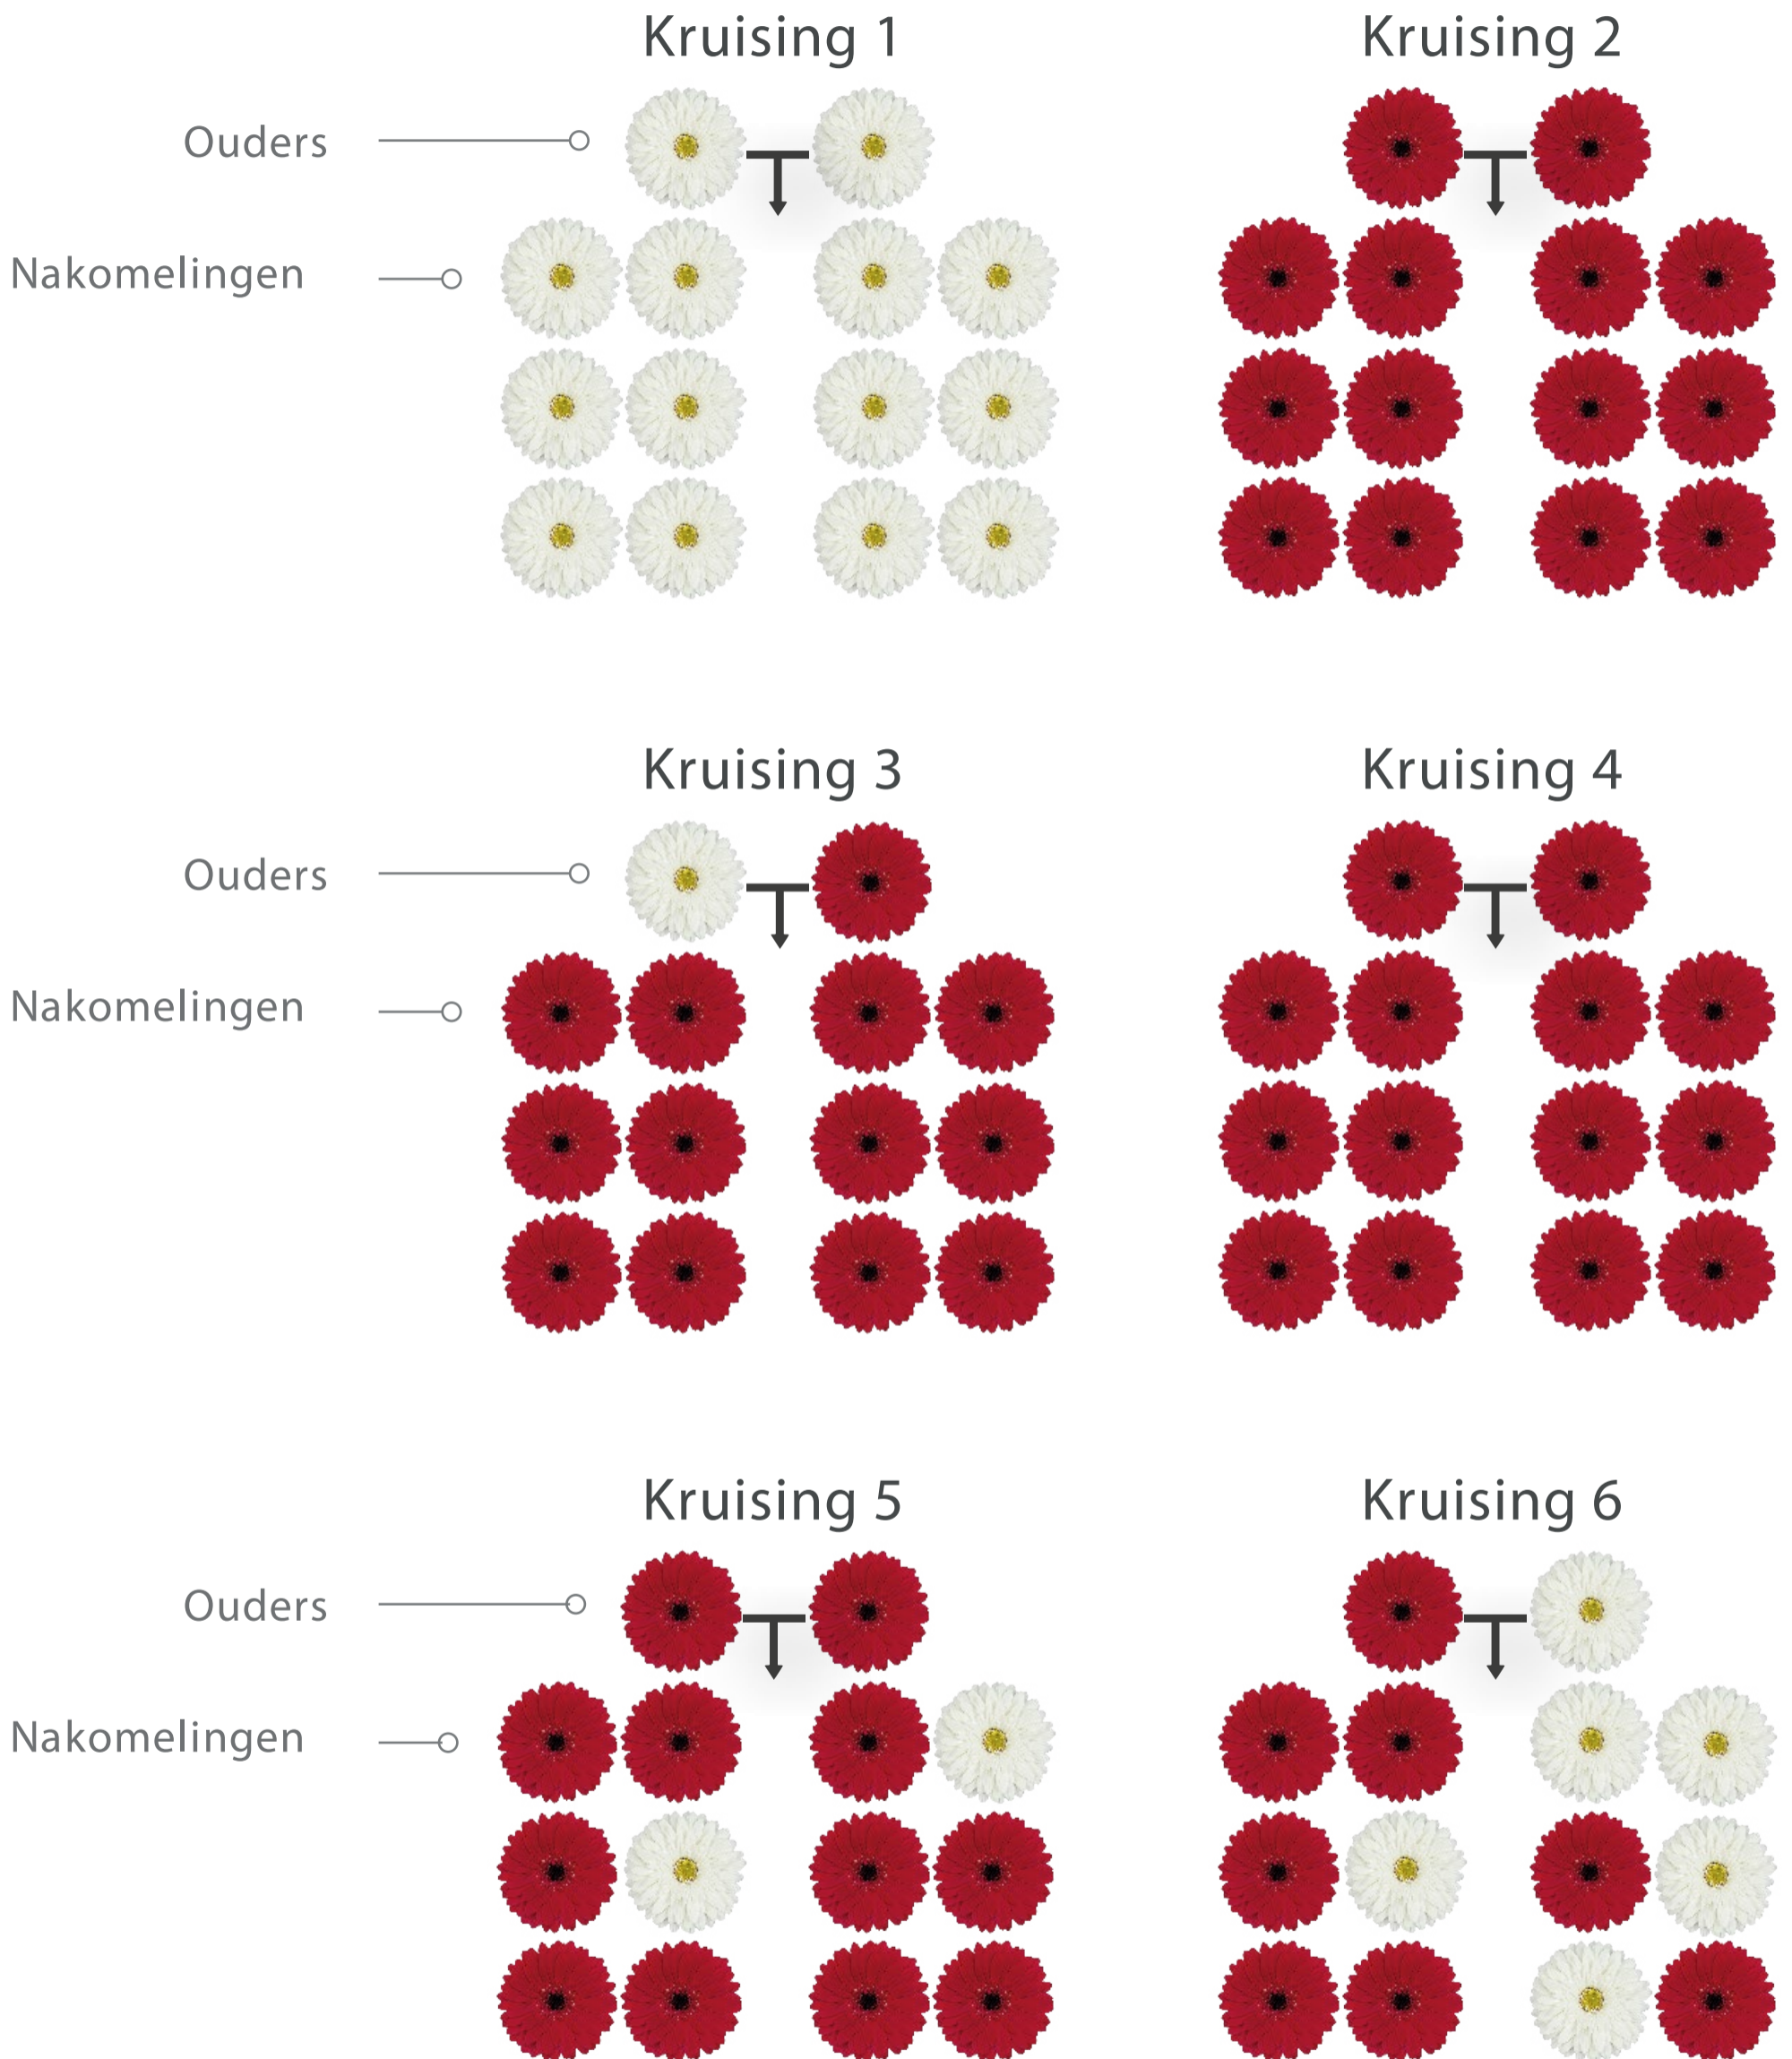 Kruising 1
Kruising 2
Ouders
Nakomelingen
Kruising 3
Kruising 4
Ouders
Nakomelingen
Kruising 5
Kruising 6
Ouders
Nakomelingen